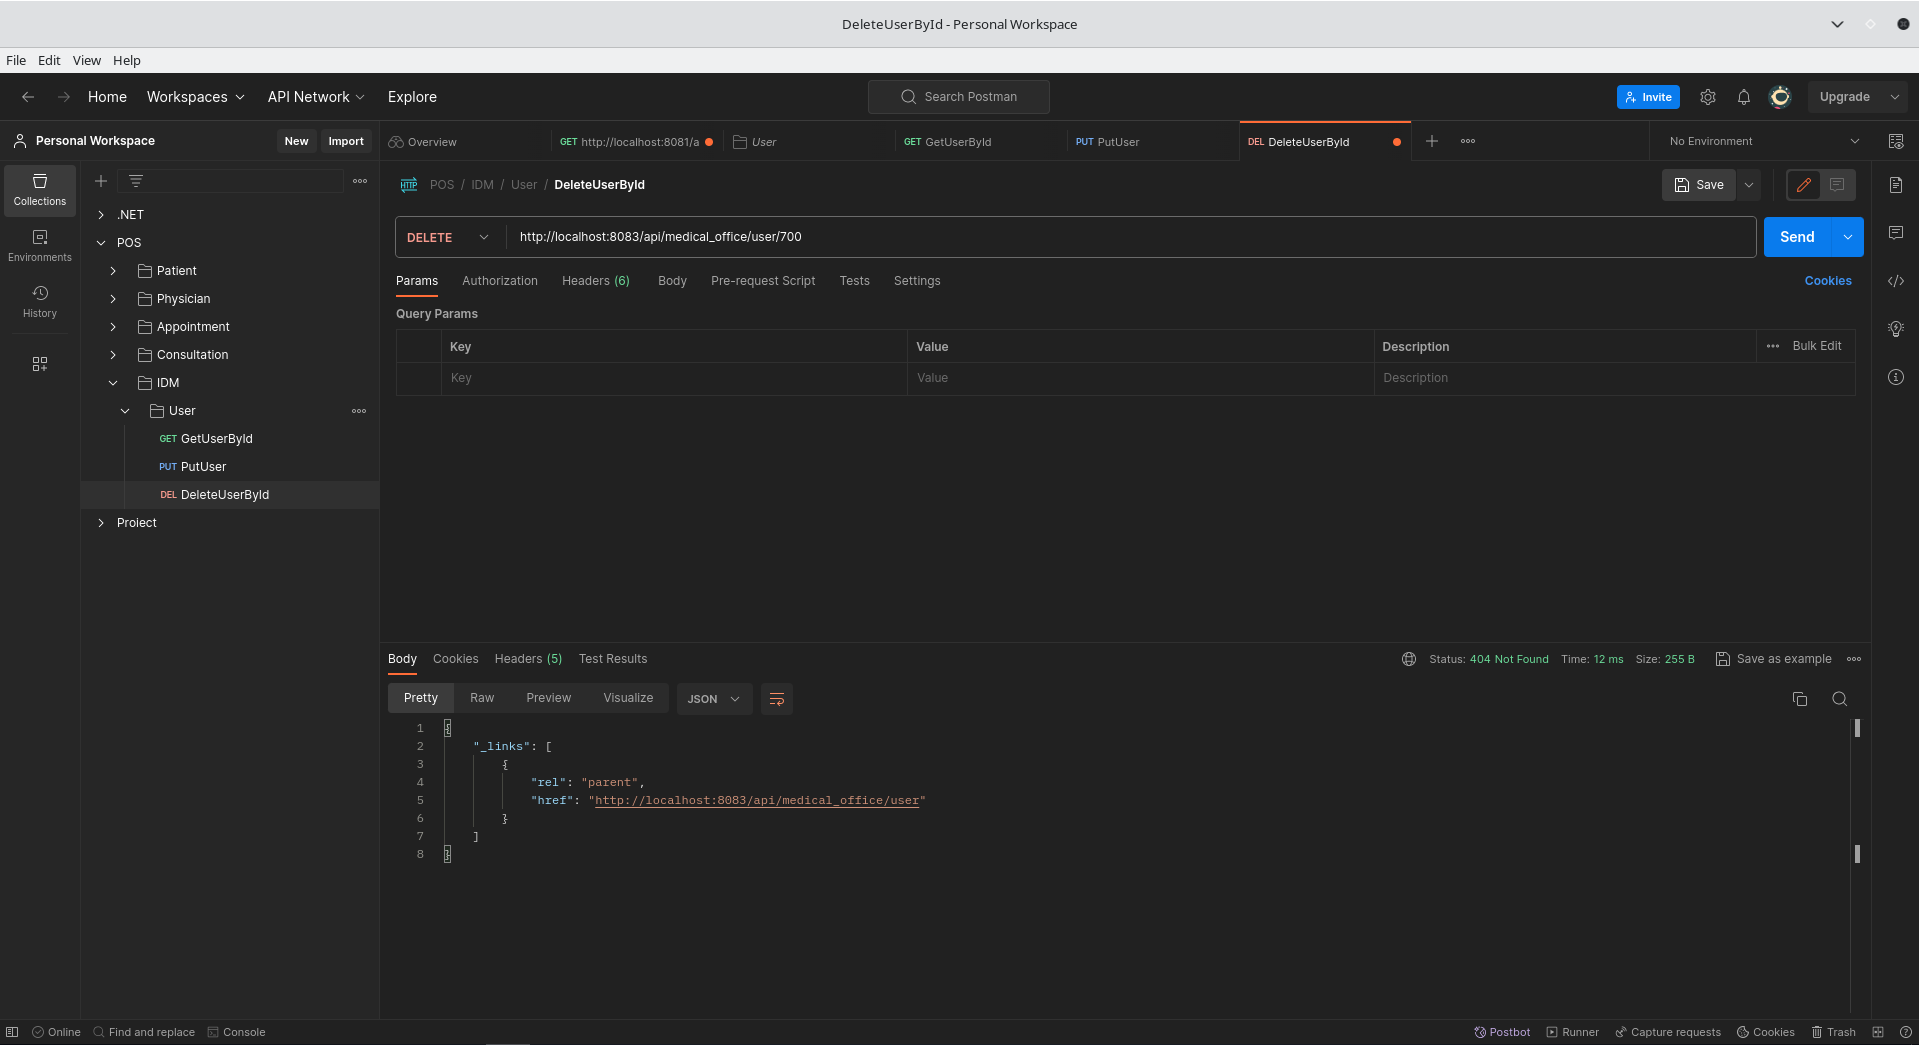 DeleteUserById - Personal Workspace
File Edit View Help
Home Workspaces API Network Explore
Search Postman
Invite
Upgrade
Personal Workspace
New Import
Overview
GET http://localhost:8081/a
User
GET GetUserById
PUT PutUser
DEL DeleteUserById
No Environment
Collections
Environments
History
.NET
POS
Patient
Physician
Appointment
Consultation
IDM
User
GET GetUserById
PUT PutUser
DEL DeleteUserById
Proiect
HTTP POS / IDM / User / DeleteUserById
Save
DELETE http://localhost:8083/api/medical_office/user/700
Send
Params Authorization Headers (6) Body Pre-request Script Tests Settings
Cookies
Query Params
Key Value Description Bulk Edit
Key Value Description
Body Cookies Headers (5) Test Results
Status: 404 Not Found Time: 12 ms Size: 255 B Save as example
Pretty Raw Preview Visualize JSON
1 {
2 "_links": [
3 {
4 "rel": "parent",
5 "href": "http://localhost:8083/api/medical_office/user"
6 }
7 ]
8 }
Online Find and replace Console
Postbot Runner Capture requests Cookies Trash